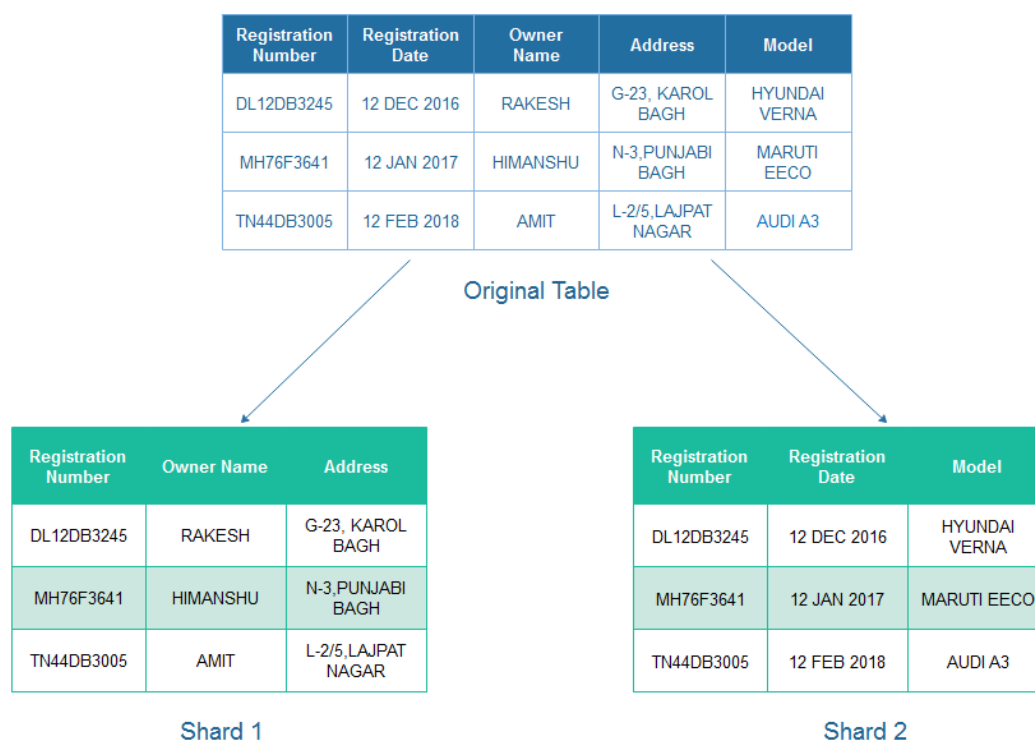 Registration Number
Registration Date
Owner Name
Address
Model
DL12DB3245
12 DEC 2016
RAKESH
G-23, KAROL BAGH
HYUNDAI VERNA
MH76F3641
12 JAN 2017
HIMANSHU
N-3,PUNJABI BAGH
MARUTI EECO
TN44DB3005
12 FEB 2018
AMIT
L-2/5,LAJPAT NAGAR
AUDI A3
Original Table
Registration Number
Owner Name
Address
DL12DB3245
RAKESH
G-23, KAROL BAGH
MH76F3641
HIMANSHU
N-3,PUNJABI BAGH
TN44DB3005
AMIT
L-2/5,LAJPAT NAGAR
Shard 1
Registration Number
Registration Date
Model
DL12DB3245
12 DEC 2016
HYUNDAI VERNA
MH76F3641
12 JAN 2017
MARUTI EECO
TN44DB3005
12 FEB 2018
AUDI A3
Shard 2